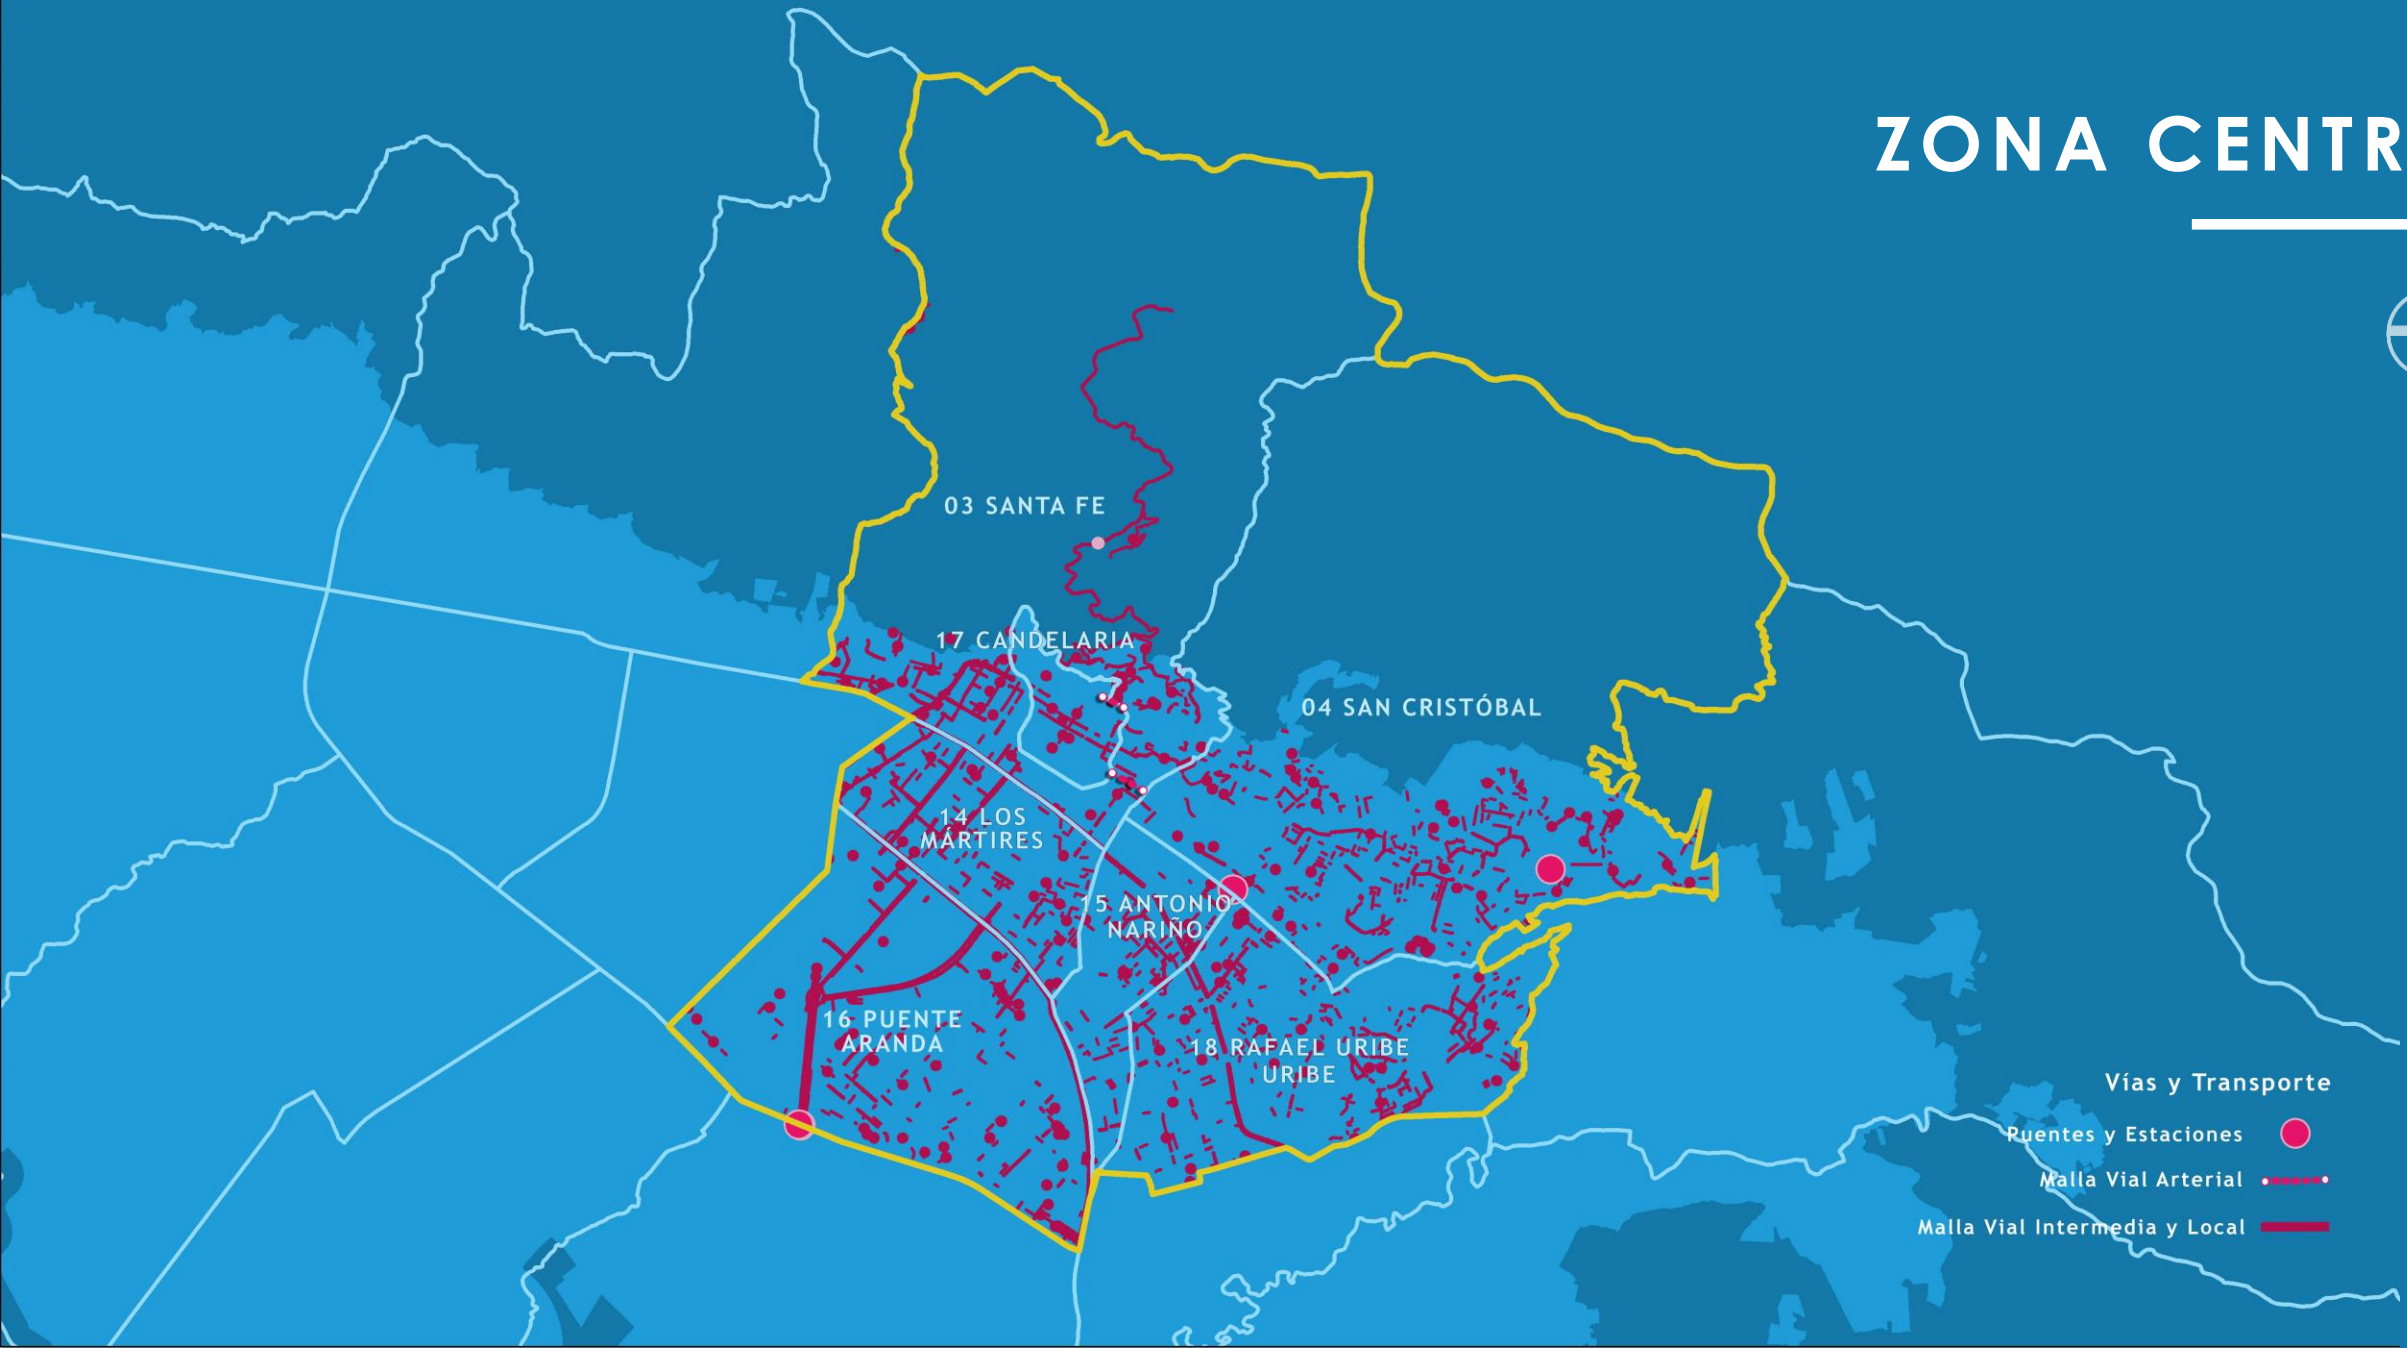 ZONA CENTR
03 SANTA FE
17 CANDELARIA
04 SAN CRISTÓBAL
14 LOS
MÁRTIRES
15 ANTONIO
NARIÑO
16 PUENTE
ARANDA
18 RAFAEL URIBE
URIBE
Vías y Transporte
Puentes y Estaciones
Malla Vial Arterial
Malla Vial Intermedia y Local